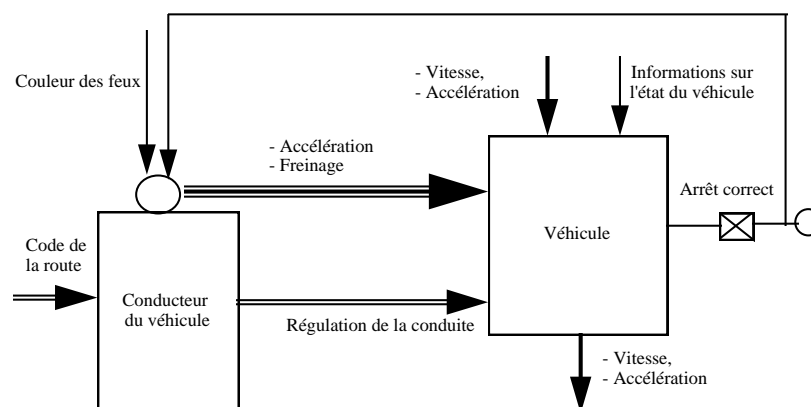 Couleur des feux
- Vitesse,
- Accélération
Informations sur
l'état du véhicule
- Accélération
- Freinage
Arrêt correct
Véhicule
Code de
la route
Conducteur
du véhicule
Régulation de la conduite
- Vitesse,
- Accélération